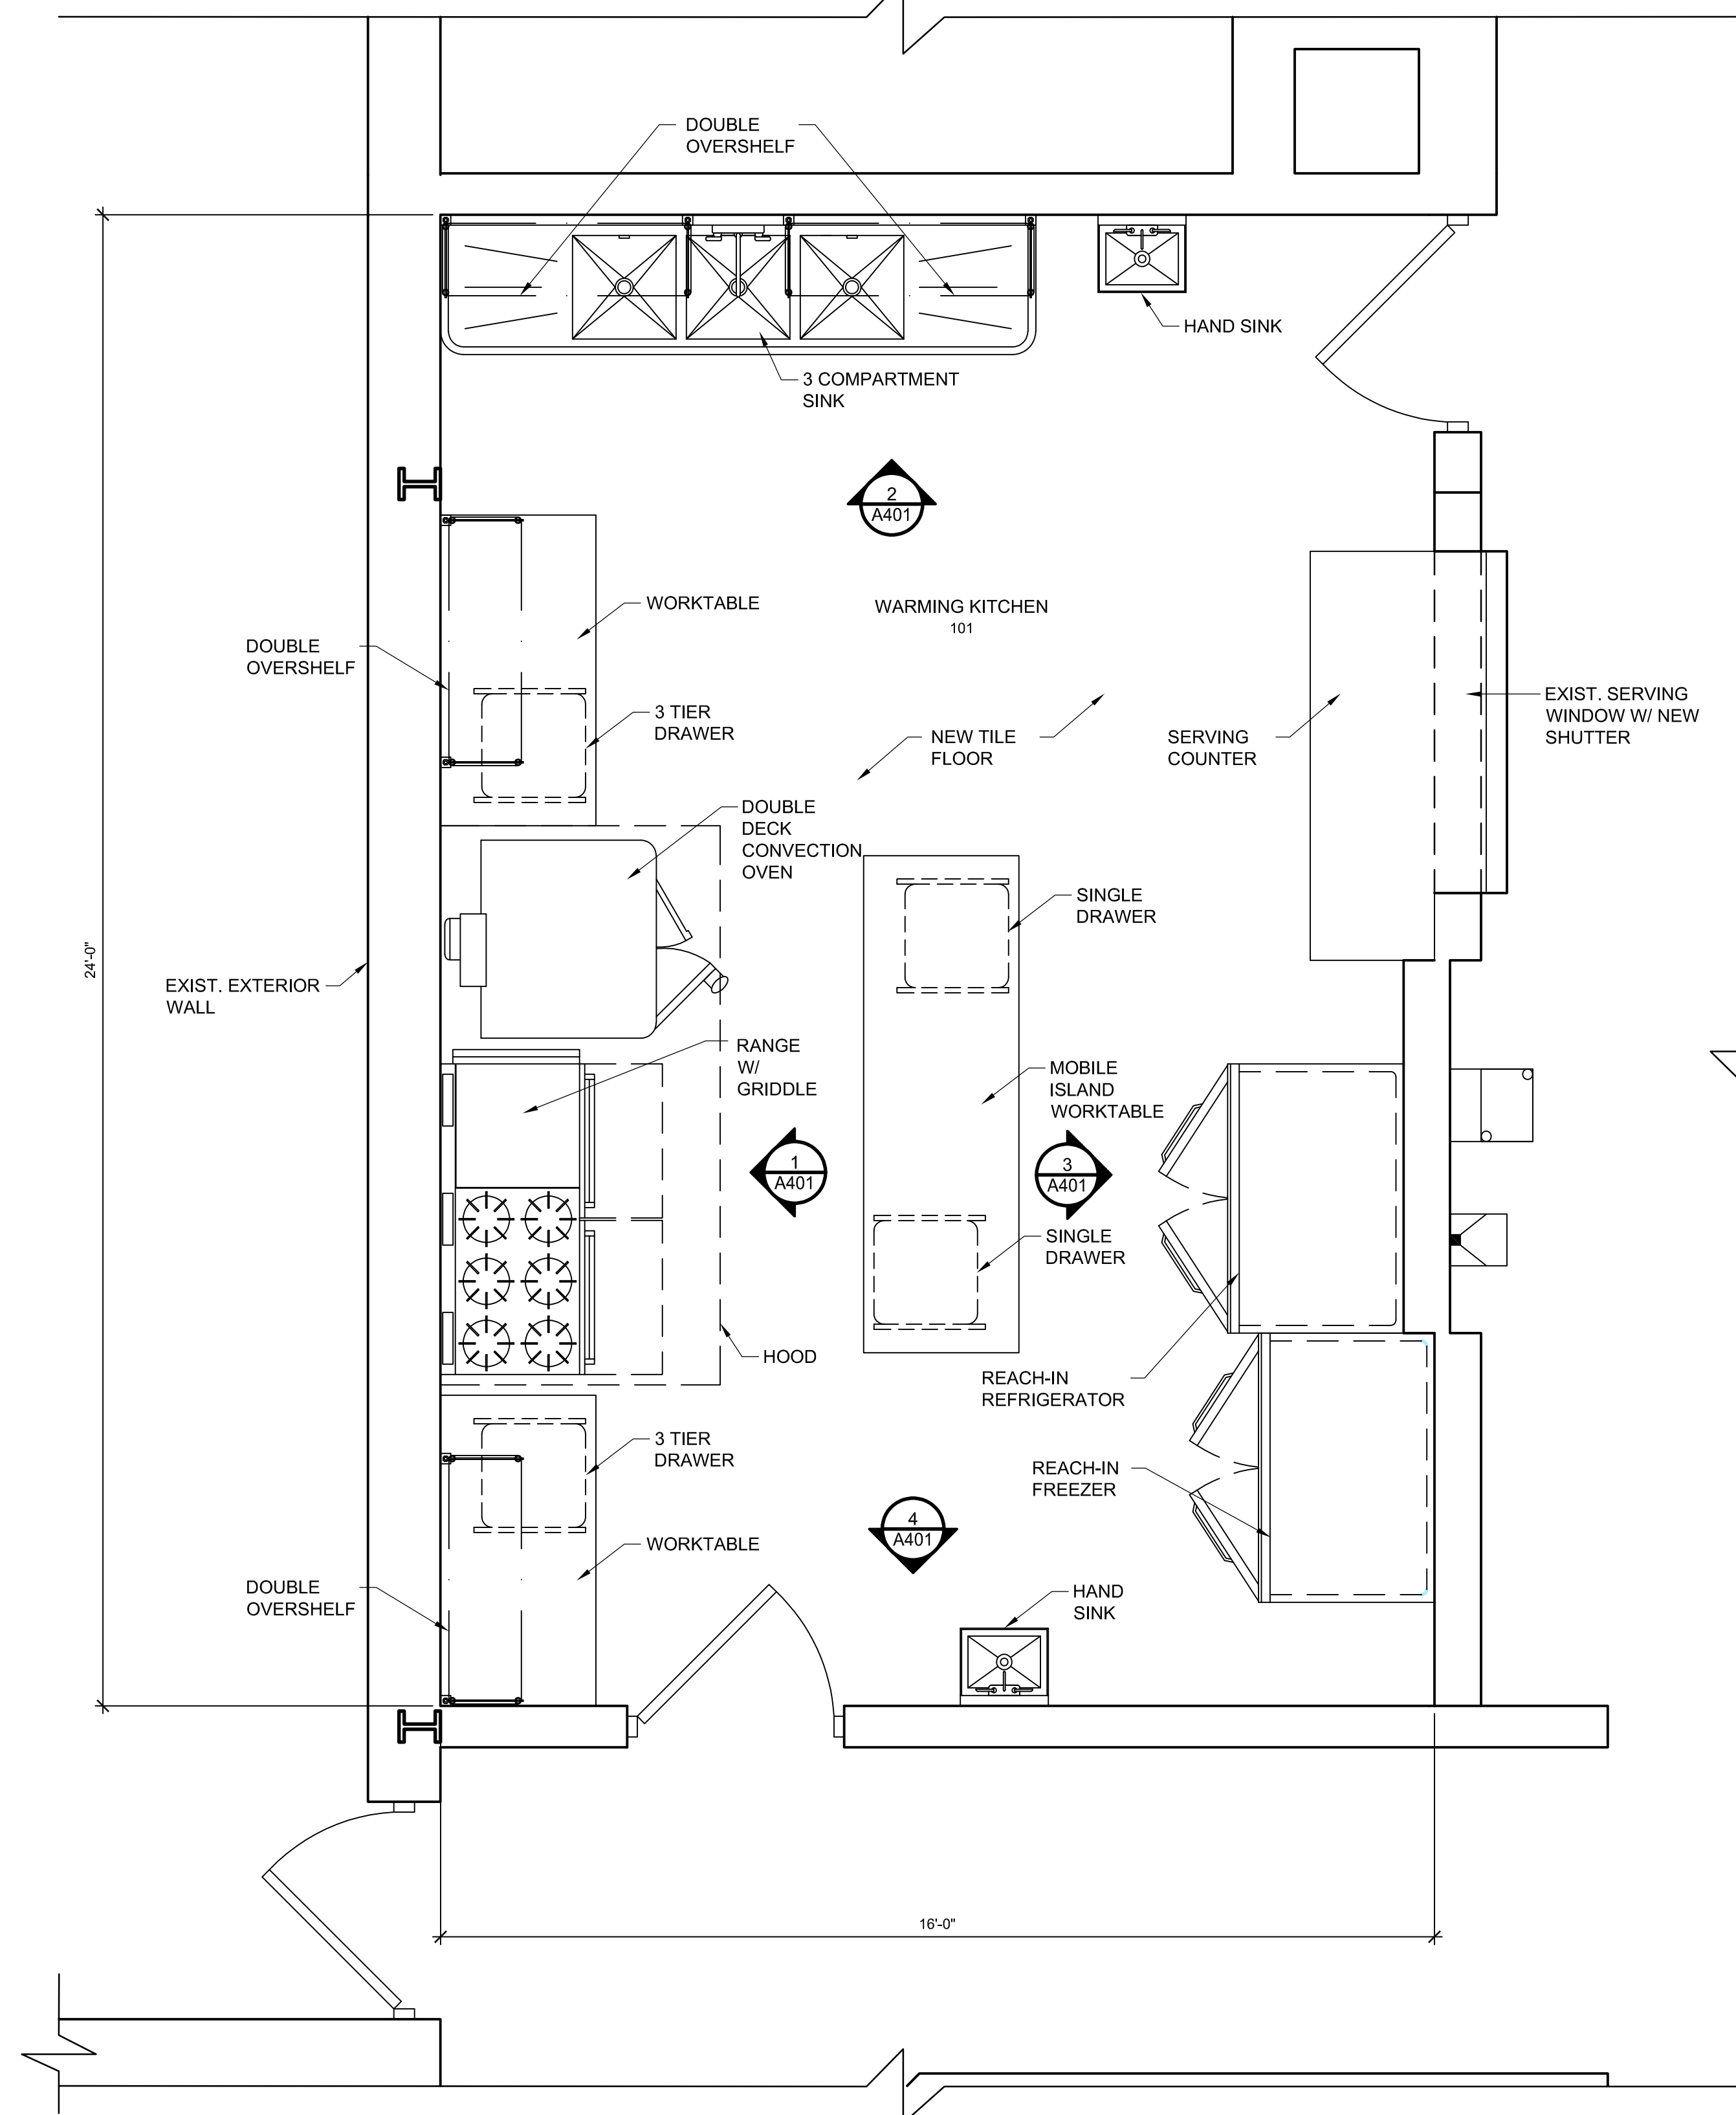 DOUBLE
OVERSHELF
HAND SINK
3 COMPARTMENT
SINK
2
A401
WORKTABLE
WARMING KITCHEN
101
DOUBLE
OVERSHELF
3 TIER
DRAWER
NEW TILE
FLOOR
SERVING
COUNTER
EXIST. SERVING
WINDOW W/ NEW
SHUTTER
DOUBLE
DECK
CONVECTION
OVEN
SINGLE
DRAWER
24'-0"
EXIST. EXTERIOR
WALL
RANGE
W/
GRIDDLE
MOBILE
ISLAND
WORKTABLE
1
A401
3
A401
SINGLE
DRAWER
HOOD
REACH-IN
REFRIGERATOR
3 TIER
DRAWER
REACH-IN
FREEZER
4
A401
WORKTABLE
DOUBLE
OVERSHELF
HAND
SINK
16'-0"